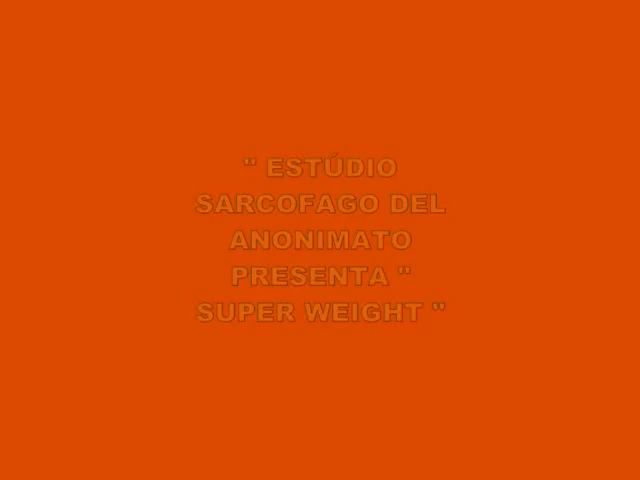 " ESTÚDIO
SARCOFAGO DEL
ANONIMATO
PRESENTA "
SUPER WEIGHT "